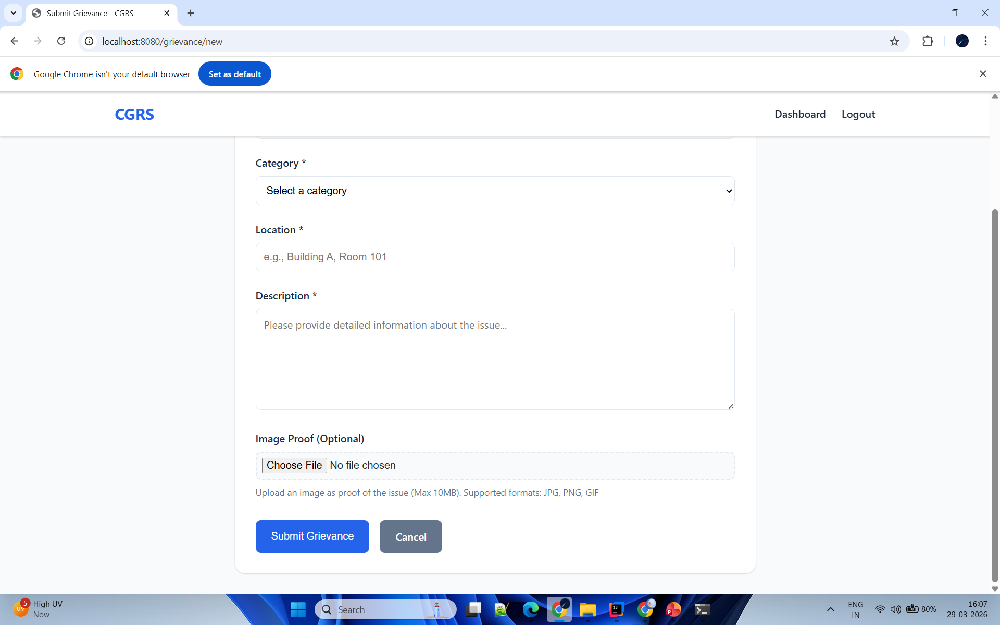 Submit Grievance - CGRS
localhost:8080/grievance/new
Google Chrome isn't your default browser
Set as default
CGRS
Dashboard
Logout
Category *
Select a category
Location *
e.g., Building A, Room 101
Description *
Please provide detailed information about the issue...
Image Proof (Optional)
Choose File No file chosen
Upload an image as proof of the issue (Max 10MB). Supported formats: JPG, PNG, GIF
Submit Grievance
Cancel
UV
5
High UV
Now
Search
IJ
P
ENG
IN
80%
16:07
29-03-2026